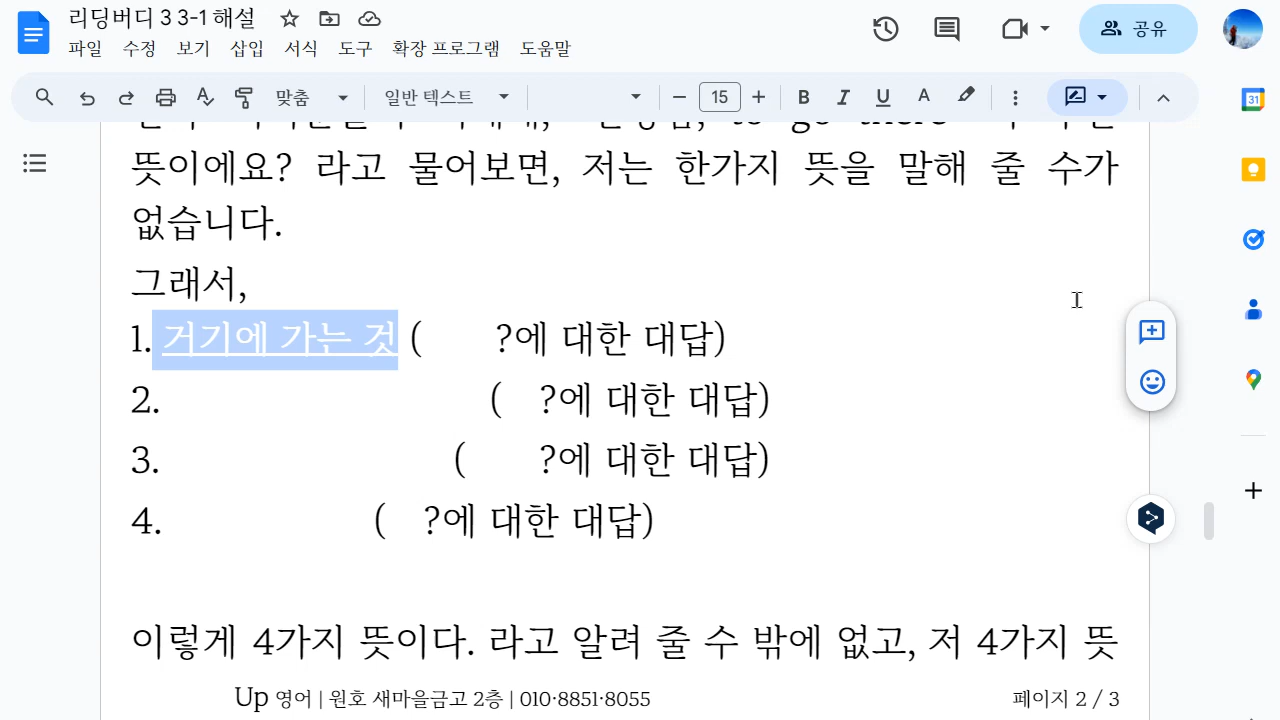 리딩버디 3 3-1 해설
파일 수정 보기 삽입 서식 도구 확장 프로그램 도움말
공유
맞춤 일반 텍스트 15 B I U A
31
to go there
뜻이에요? 라고 물어보면, 저는 한가지 뜻을 말해 줄 수가
없습니다.
그래서,
1. 거기에 가는 것 ( ?에 대한 대답)
2. ( ?에 대한 대답)
3. ( ?에 대한 대답)
4. ( ?에 대한 대답)
이렇게 4가지 뜻이다. 라고 알려 줄 수 밖에 없고, 저 4가지 뜻
Up 영어 | 원호 새마을금고 2층 | 010·8851·8055 페이지 2 / 3